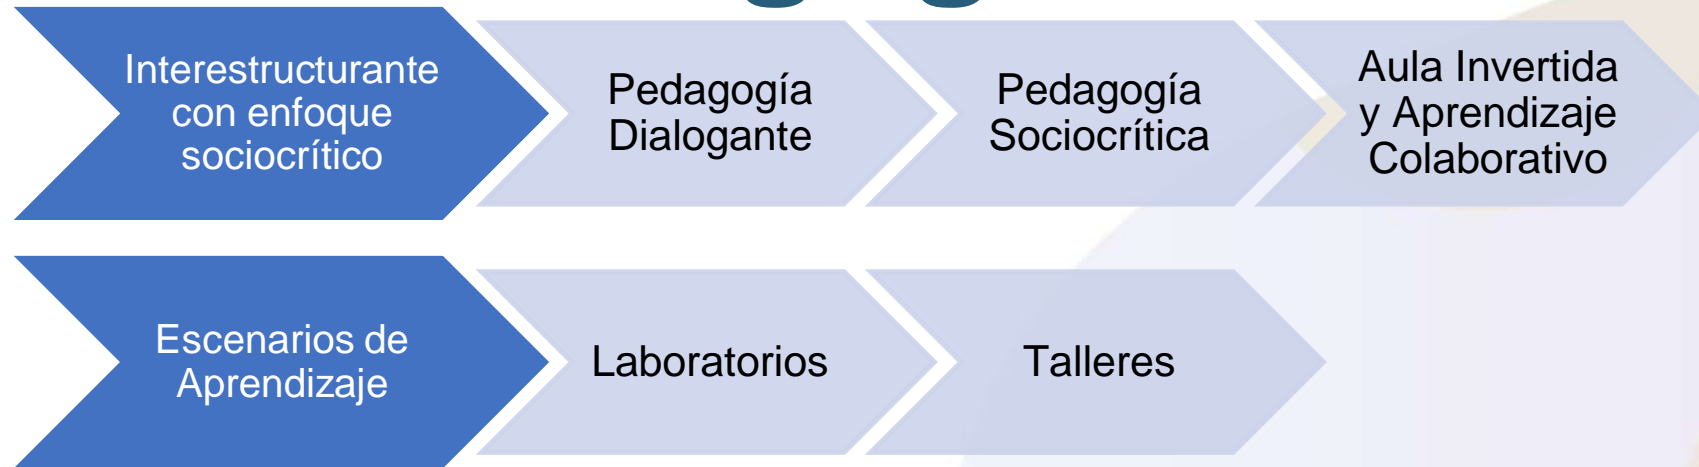 Interestructurante
con enfoque
sociocrítico
Pedagogía
Dialogante
Pedagogía
Sociocrítica
Aula Invertida
y Aprendizaje
Colaborativo
Escenarios de
Aprendizaje
Laboratorios
Talleres